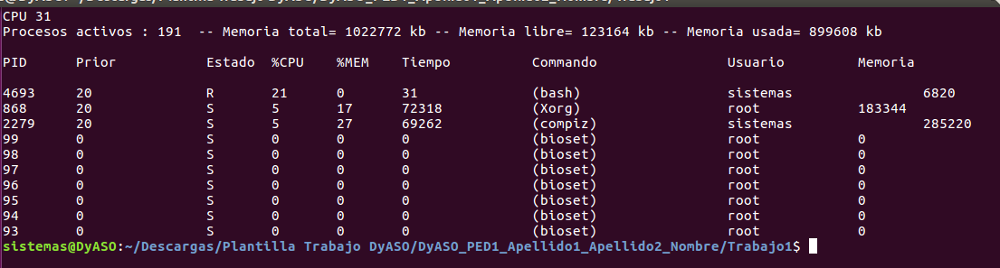 CPU 31
Procesos activos : 191 -- Memoria total= 1022772 kb -- Memoria libre= 123164 kb -- Memoria usada= 899608 kb
PID Prior Estado %CPU %MEM Tiempo Commando Usuario Memoria
4693 20 R 21 0 31 (bash) sistemas 6820
868 20 S 5 17 72318 (Xorg) root 183344
2279 20 S 5 27 69262 (compiz) sistemas 285220
99 0 S 0 0 0 (bioset) root 0
98 0 S 0 0 0 (bioset) root 0
97 0 S 0 0 0 (bioset) root 0
96 0 S 0 0 0 (bioset) root 0
95 0 S 0 0 0 (bioset) root 0
94 0 S 0 0 0 (bioset) root 0
93 0 S 0 0 0 (bioset) root 0
sistemas@DyASO:~/Descargas/Plantilla Trabajo DyASO/DyASO_PED1_Apellido1_Apellido2_Nombre/Trabajo1$